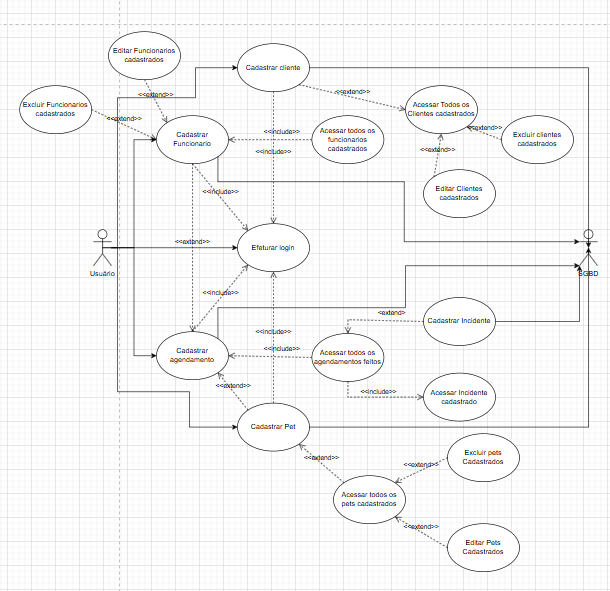 Editar Funcionarios
cadastrados
Cadastrar cliente
<<extend>>
<<extend>>
Excluir Funcionarios
cadastrados
Acessar Todos os
Clientes cadastrados
<<extend>>
<<extend>>
Cadastrar
Funcionario
<<include>>
Acessar todos os
funcionarios
cadastrados
Excluir clientes
cadastrados
<<include>>
<<extend>>
<<include>>
Editar Clientes
cadastrados
<<extend>>
Efeturar login
Usuário
SGBD
<<include>>
<extend>
Cadastrar Incidente
<<include>>
Cadastrar
agendamento
<<include>>
Acessar todos os
agendamentos feitos
<<extend>>
<<include>>
Acessar Incidente
cadastrado
Cadastrar Pet
<<extend>>
Excluir pets
Cadastrados
<<extend>>
Acessar todos os
pets cadastrados
<<extend>>
Editar Pets
Cadastrados